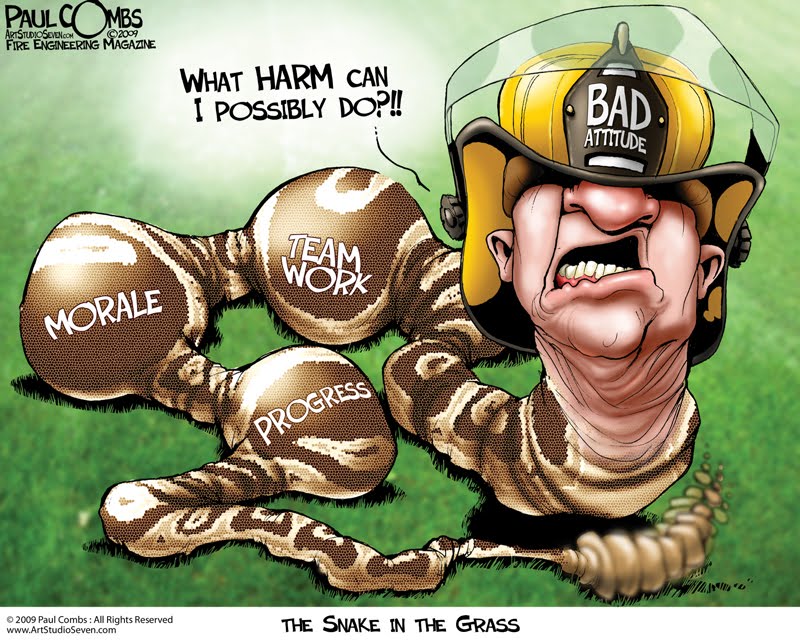 PAUL COMBS
ARTSTUDIOSEVEN.COM ©2009
FIRE ENGINEERING MAGAZINE
WHAT HARM CAN
I POSSIBLY DO?!!
BAD
ATTITUDE
TEAM
WORK
MORALE
PROGRESS
© 2009 Paul Combs : All Rights Reserved
www.ArtStudioSeven.com
THE SNAKE IN THE GRASS